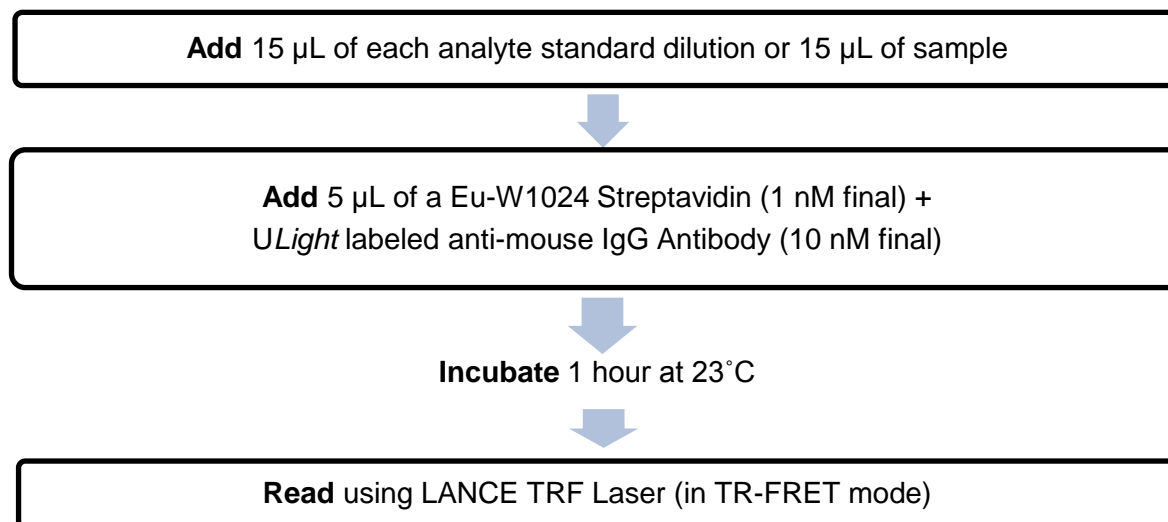 Add 15 µL of each analyte standard dilution or 15 µL of sample
Add 5 µL of a Eu-W1024 Streptavidin (1 nM final) +
ULight labeled anti-mouse IgG Antibody (10 nM final)
Incubate 1 hour at 23˚C
Read using LANCE TRF Laser (in TR-FRET mode)